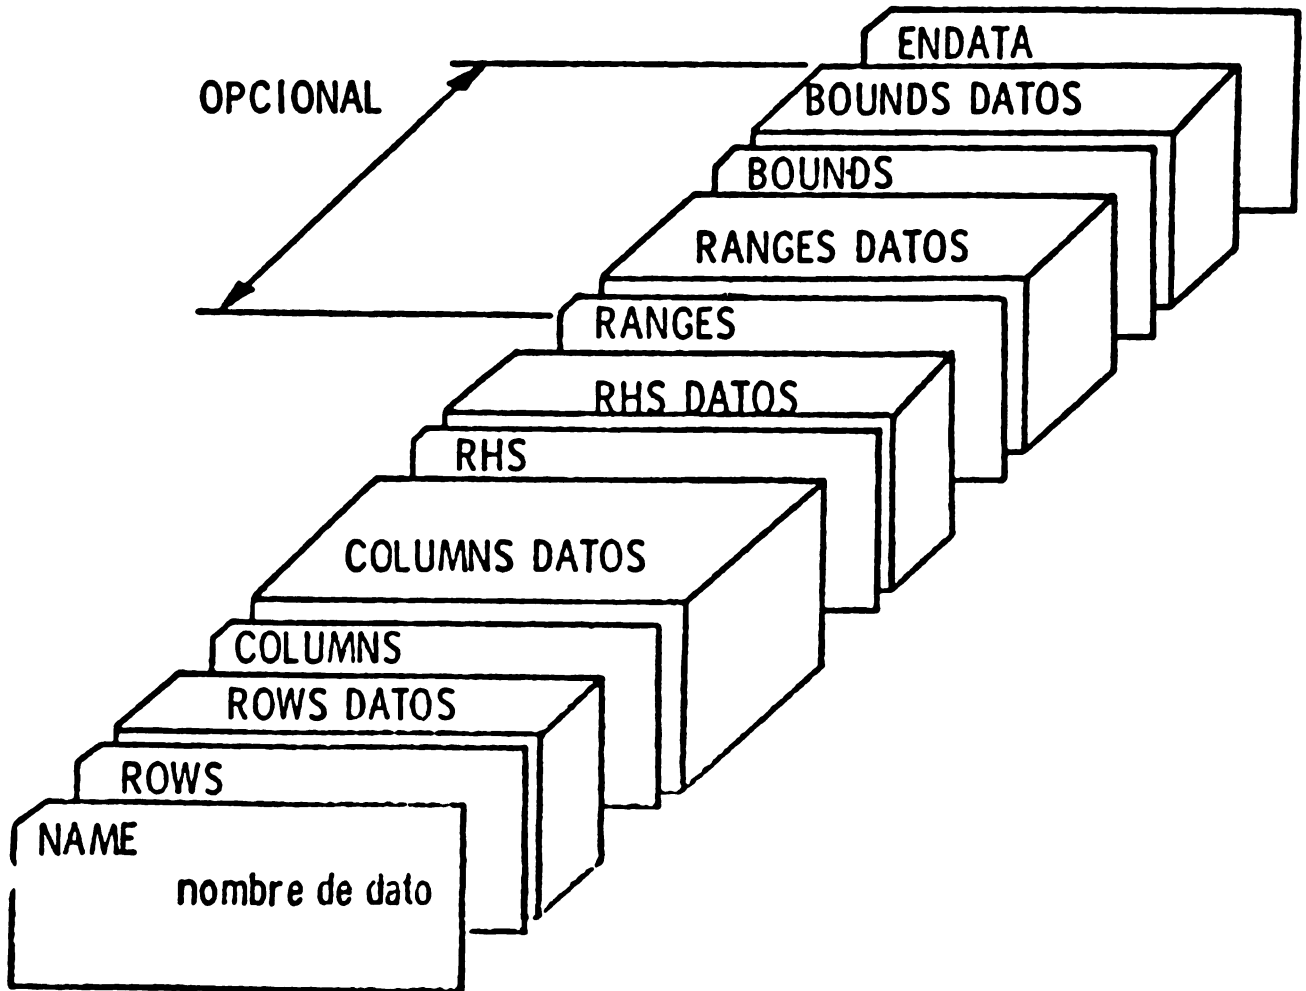 ENDATA
OPCIONAL
BOUNDS DATOS
BOUNDS
RANGES DATOS
RANGES
RHS DATOS
RHS
COLUMNS DATOS
COLUMNS
ROWS DATOS
ROWS
NAME
nombre de dato